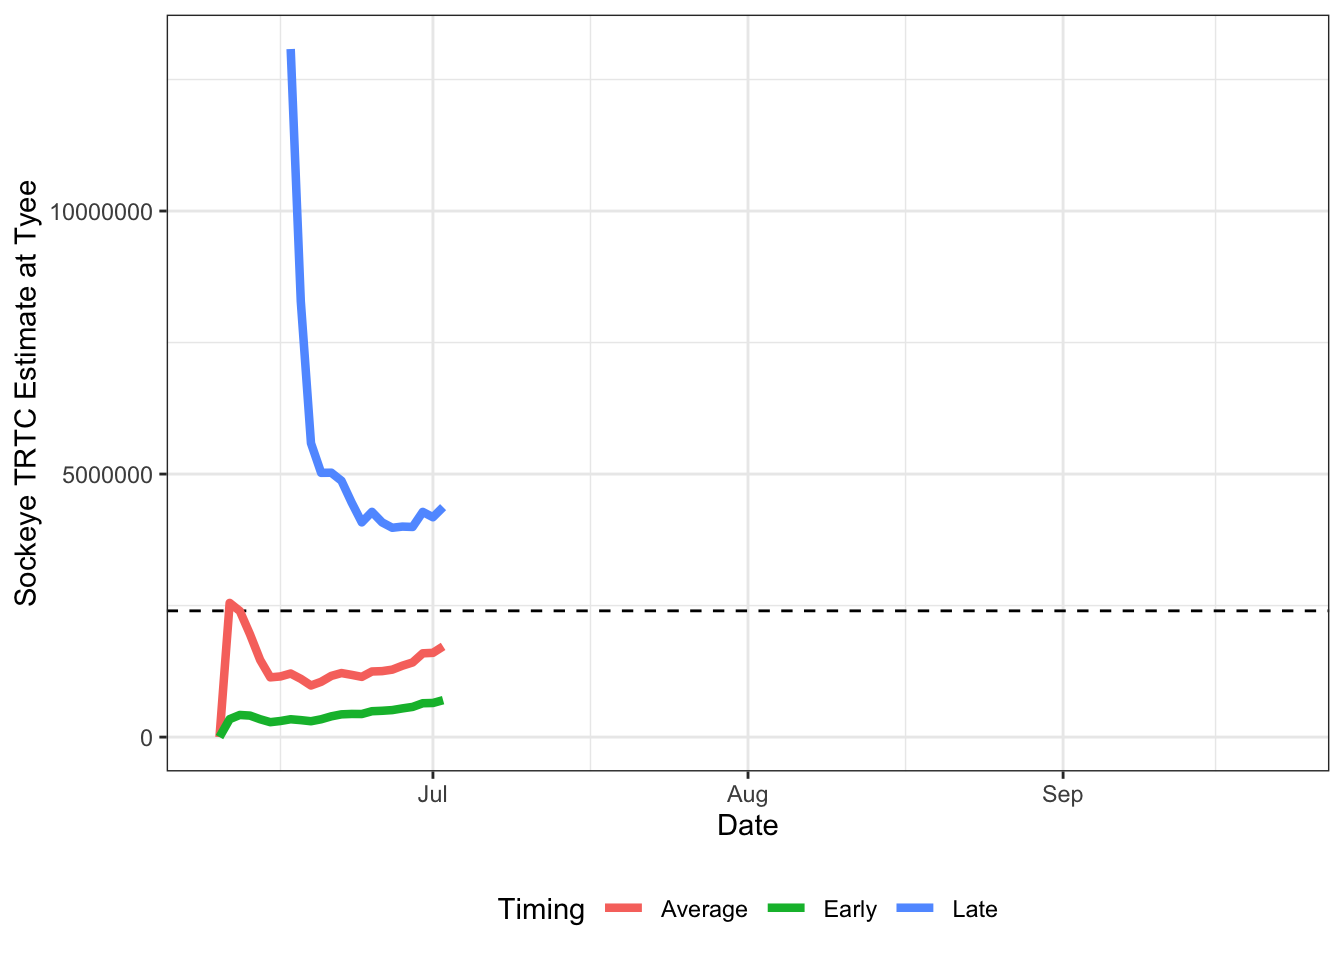 Sockeye TRTC Estimate at Tyee
10000000
5000000
0
Jul Aug Sep
Date
Timing Average Early Late